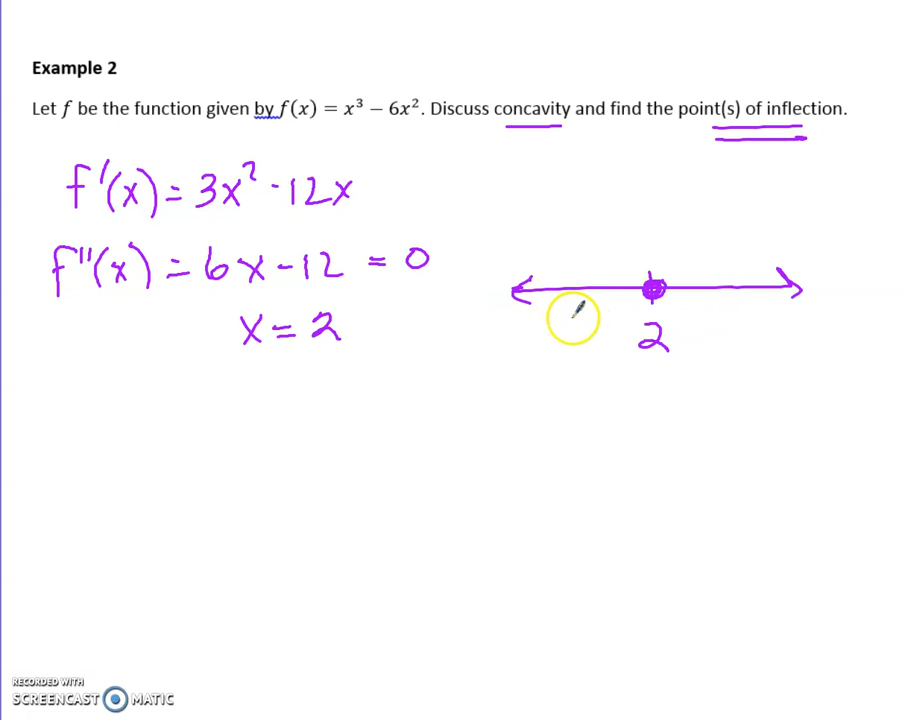 Example 2
Let f be the function given by f(x) = x³ − 6x². Discuss concavity and find the point(s) of inflection.
f'(x) = 3x² - 12x
f''(x) = 6x - 12 = 0
x = 2
2
RECORDED WITH
SCREENCAST MATIC